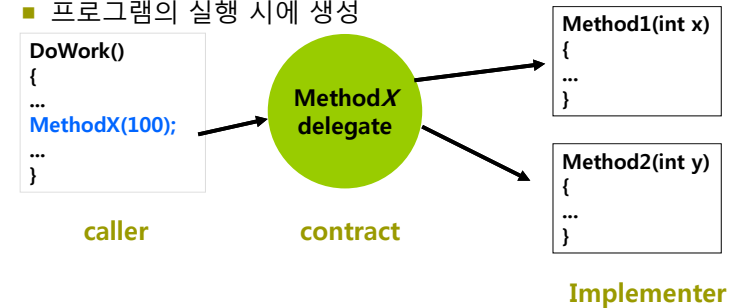 프로그램의 실행 시에 생성
DoWork()
{
...
MethodX(100);
...
}
caller
MethodX
delegate
contract
Method1(int x)
{
...
}
Method2(int y)
{
...
}
Implementer